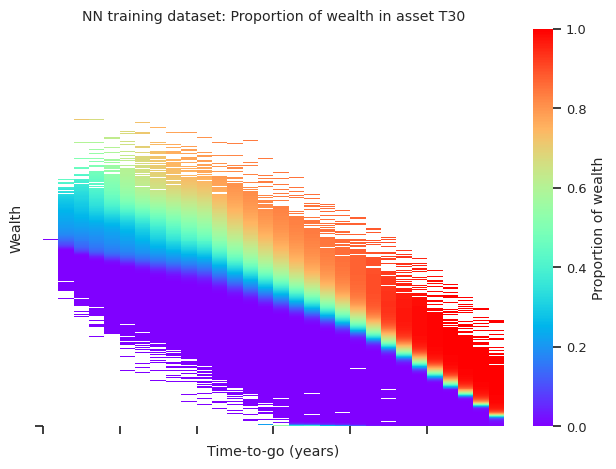 NN training dataset: Proportion of wealth in asset T30
Wealth
Time-to-go (years)
1.0
0.8
0.6
0.4
0.2
0.0
Proportion of wealth